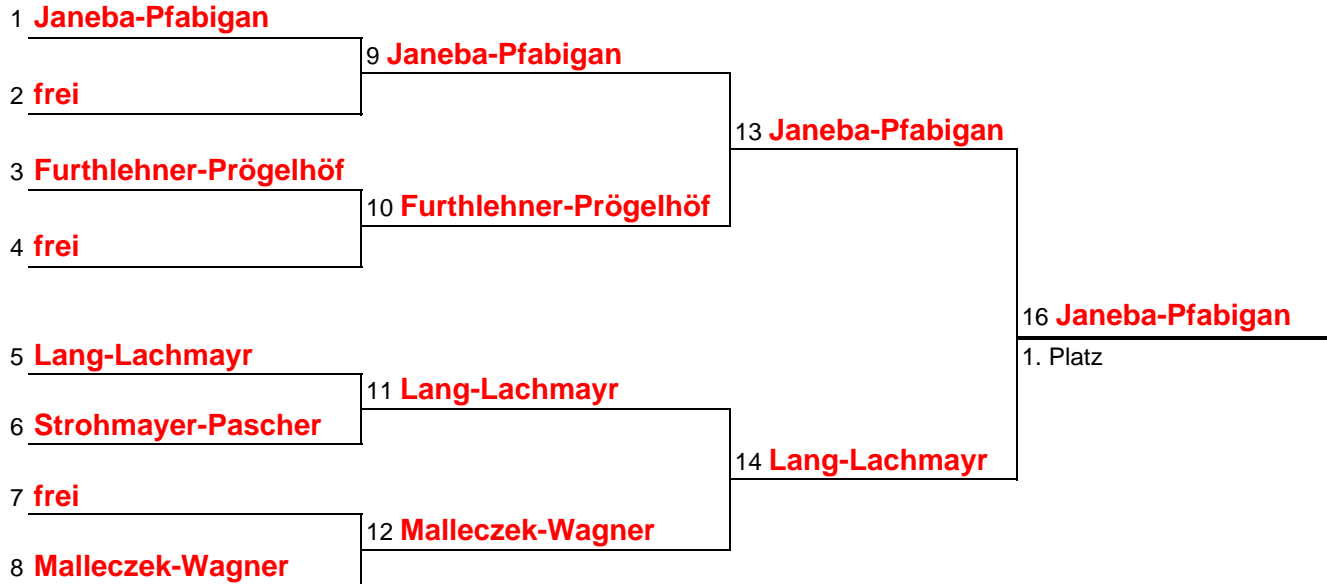 1 Janeba-Pfabigan
9 Janeba-Pfabigan
2 frei
13 Janeba-Pfabigan
3 Furthlehner-Prögelhöf
10 Furthlehner-Prögelhöf
4 frei
16 Janeba-Pfabigan
1. Platz
5 Lang-Lachmayr
11 Lang-Lachmayr
6 Strohmayer-Pascher
14 Lang-Lachmayr
7 frei
12 Malleczek-Wagner
8 Malleczek-Wagner